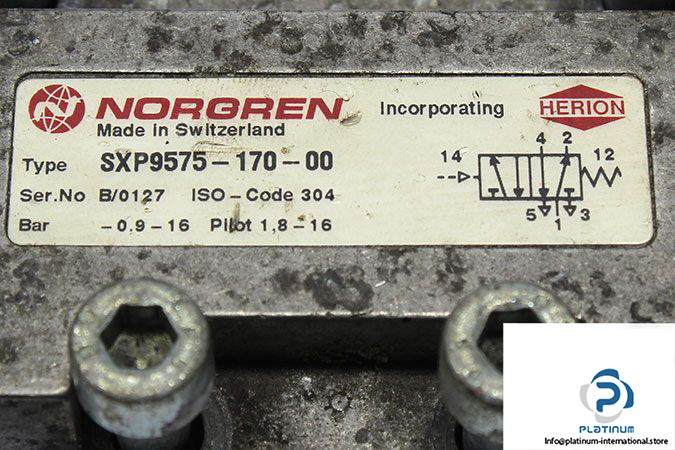 NORGREN Incorporating HERION
Made in Switzerland
Type SXP9575-170-00
Ser.No B/0127 ISO-Code 304
Bar -0,9-16 Pilot 1,8-16
4 2
14 12
5 1 3
PLATINUM
Info@platinum-international.store